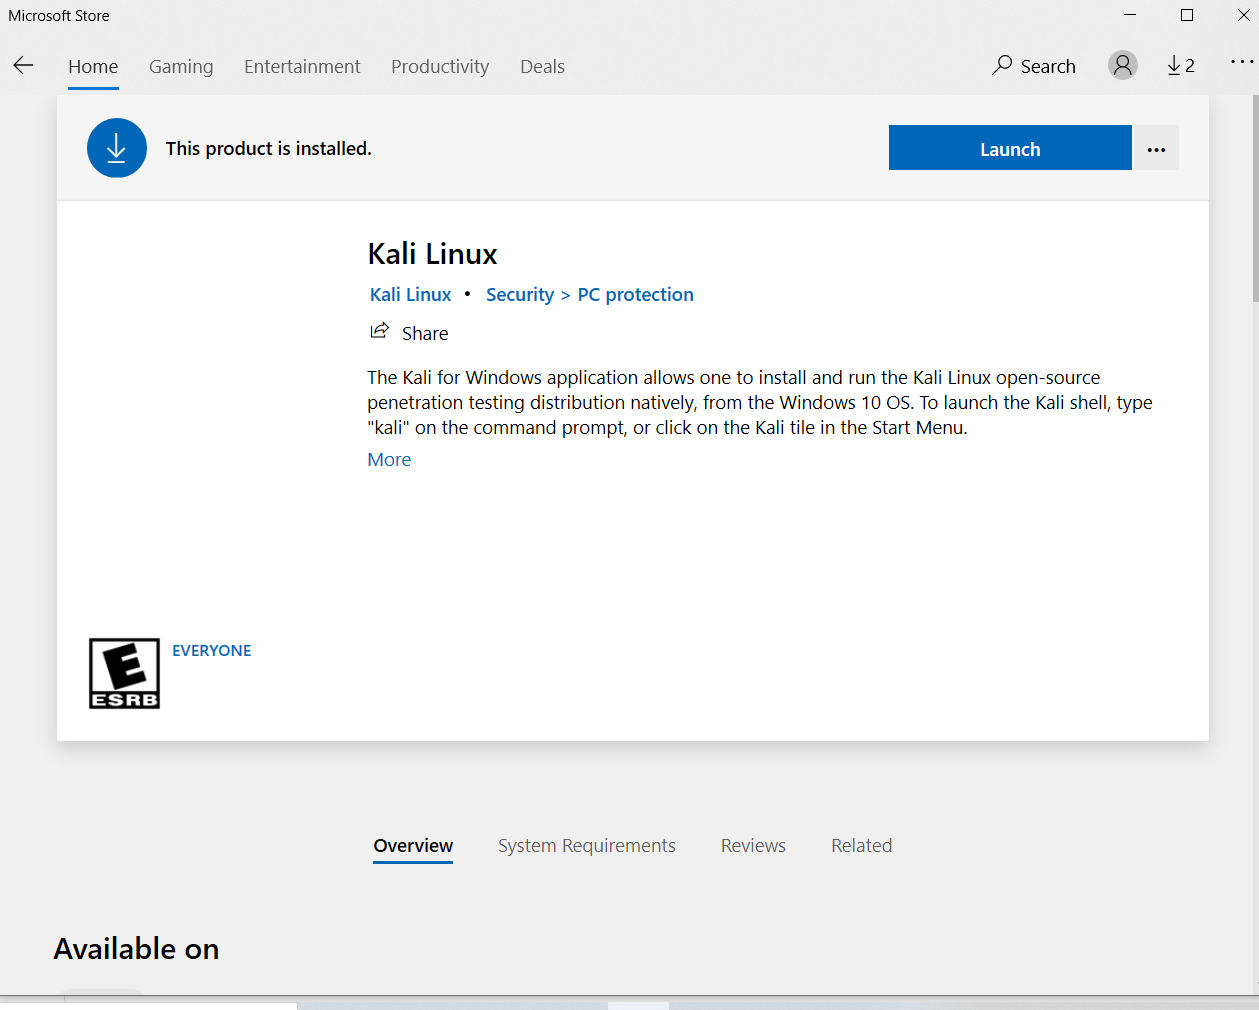 Microsoft Store
Home Gaming Entertainment Productivity Deals Search 2
This product is installed. Launch
Kali Linux
Kali Linux • Security > PC protection
Share
The Kali for Windows application allows one to install and run the Kali Linux open-source
penetration testing distribution natively, from the Windows 10 OS. To launch the Kali shell, type
"kali" on the command prompt, or click on the Kali tile in the Start Menu.
More
E EVERYONE
ESRB
Overview System Requirements Reviews Related
Available on